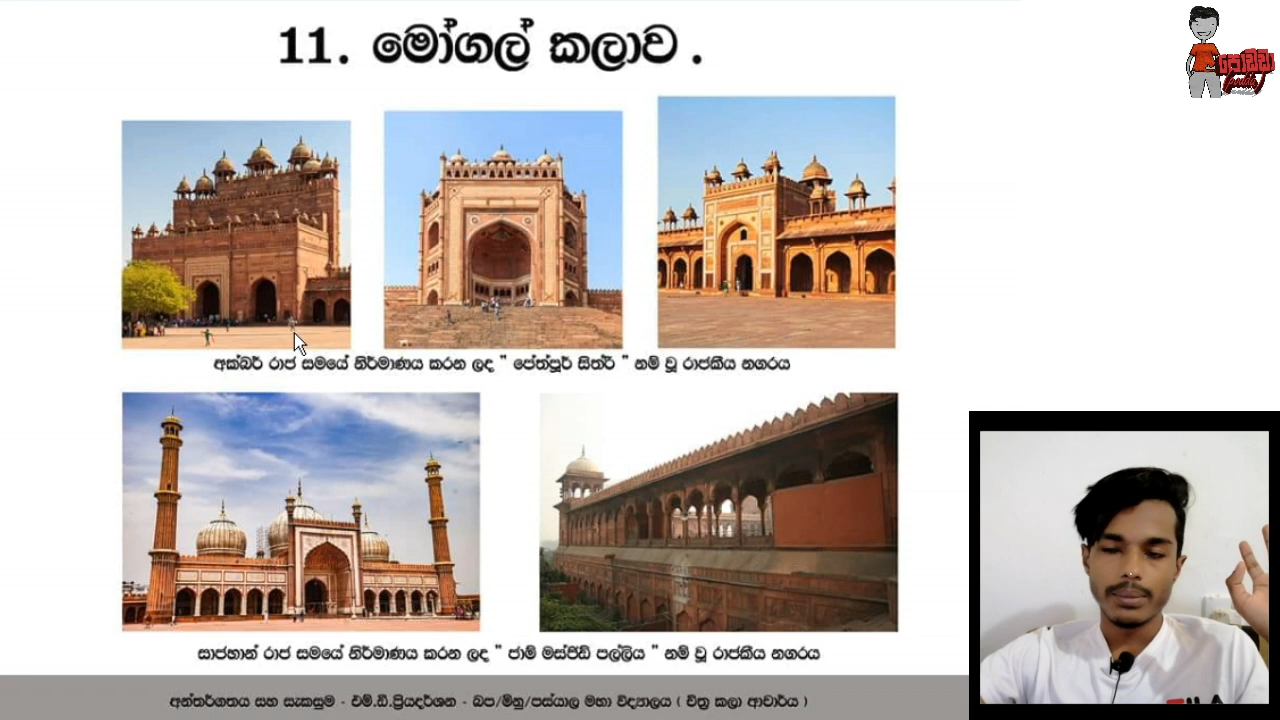 11. මෝගල් කලාව .
පොඩ්ඩා
අක්බර් රාජ සමයේ නිර්මාණය කරන ලද " පේත්පූර් සිත්රි " නම් වූ රාජකීය නගරය
සාජහාන් රාජ සමයේ නිර්මාණය කරන ලද " ජාමි මස්ජිඩ් පල්ලිය " නම් වූ රාජකීය නගරය
අන්තර්ගතය සහ සැකසුම - එම්.ඩී.ප්‍රියදර්ශන - බප/මිනු/පස්යාල මහා විද්‍යාලය ( චිත්‍ර කලා ආචාර්ය )